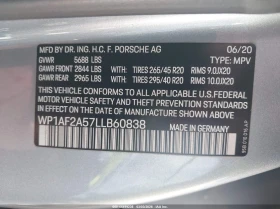 MFD BY DR. ING. H.C. F. PORSCHE AG 06/20
GVWR 5688 LBS TYPE: MPV
GAWR FRONT 2844 LBS WITH TIRES 265/45 R20 RIMS 9.0JX20
GAWR REAR 2965 LBS WITH TIRES 295/40 R20 RIMS 10.0JX20
THIS VEHICLE CONFORMS TO ALL APPLICABLE U.S. FEDERAL MOTOR
VEHICLE SAFETY, BUMPER AND THEFT PREVENTION STANDARDS IN
EFFECT ON THE DATE OF MANUFACTURE SHOWN ABOVE.
WP1AF2A57LLB60838